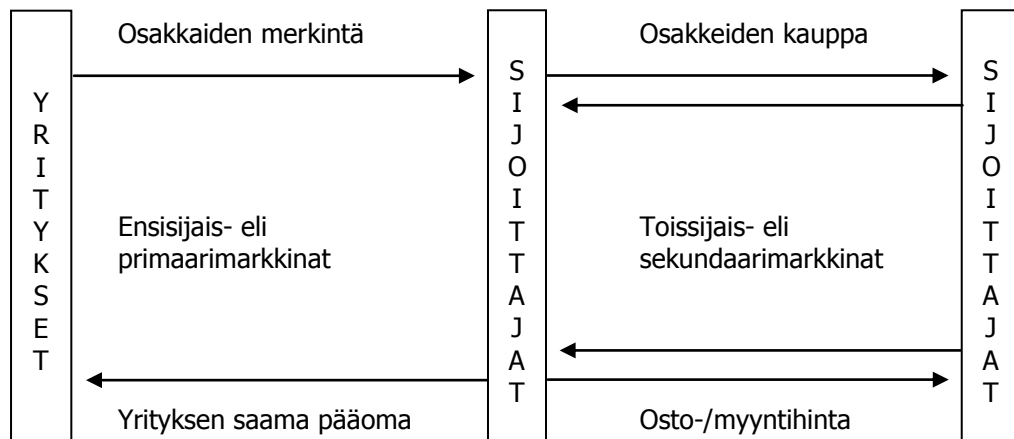 Osakkaiden merkintä
Osakkeiden kauppa
YRITYKSET
SIJOITTAJAT
SIJOITTAJAT
Ensisijais- eli
primaarimarkkinat
Toissijais- eli
sekundaarimarkkinat
Yrityksen saama pääoma
Osto-/myyntihinta